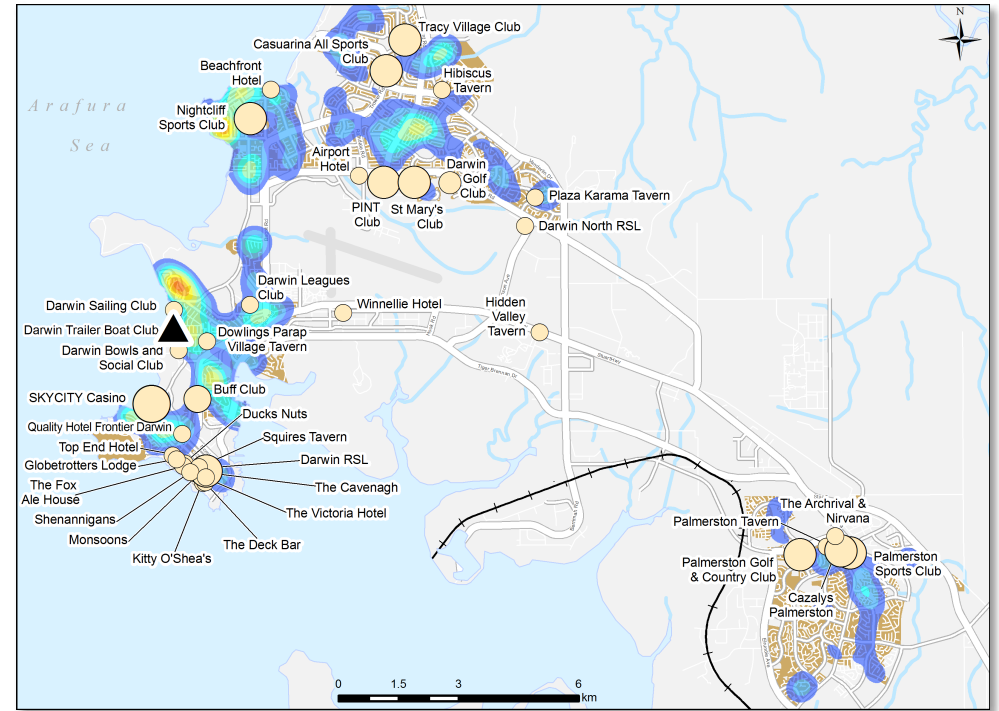 N
Tracy Village Club
Casuarina All Sports
Club
Beachfront
Hotel
Hibiscus
Tavern
Arafura
Sea
Nightcliff
Sports Club
Airport
Hotel
Darwin
Golf
Club
PINT
Club
St Mary's
Club
Plaza Karama Tavern
Darwin North RSL
Darwin Leagues
Club
Darwin Sailing Club
Winnellie Hotel
Hidden
Valley
Tavern
Darwin Trailer Boat Club
Dowlings Parap
Village Tavern
Darwin Bowls and
Social Club
Tiger Brennan Dr
SKYCITY Casino
Buff Club
Quality Hotel Frontier Darwin
Ducks Nuts
Top End Hotel
Squires Tavern
Globetrotters Lodge
Darwin RSL
The Fox
Ale House
The Cavenagh
Shenannigans
The Victoria Hotel
Monsoons
The Deck Bar
Kitty O'Shea's
The Archrival &
Nirvana
Palmerston Tavern
Palmerston Golf
& Country Club
Palmerston
Sports Club
Cazalys
Palmerston
0 1.5 3 6
km